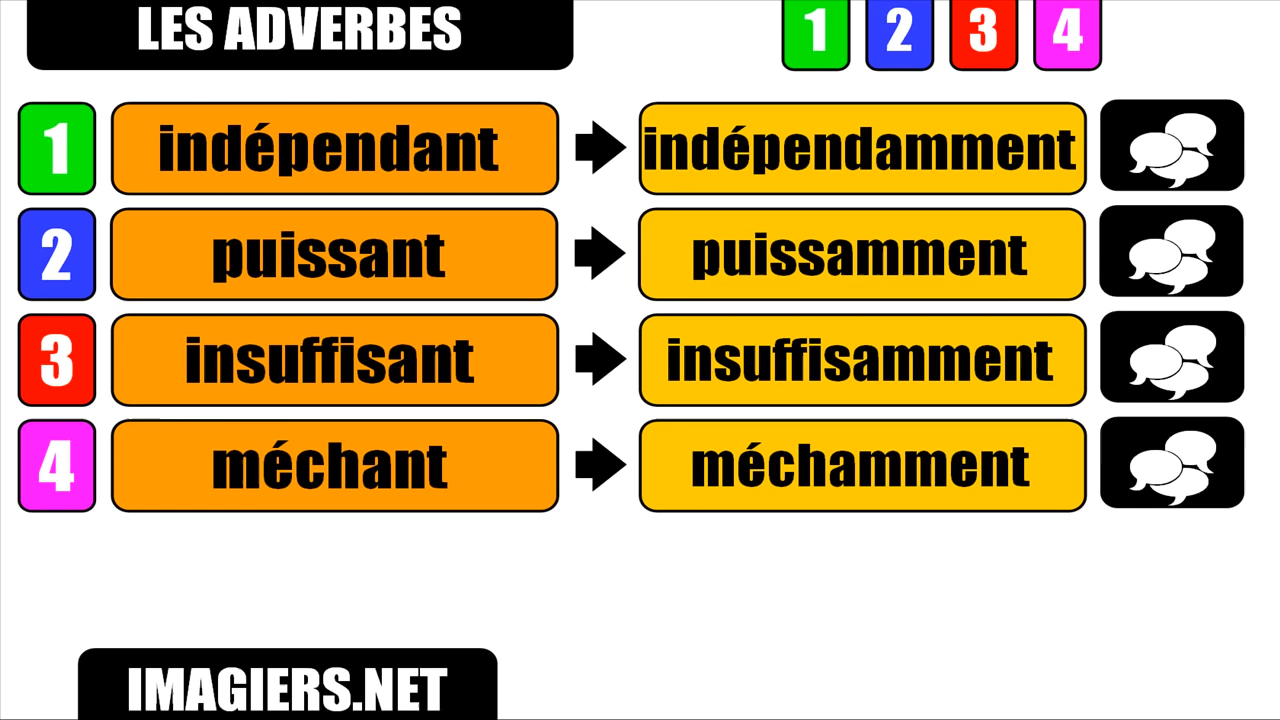 LES ADVERBES
1 2 3 4
1 indépendant indépendamment
2 puissant puissamment
3 insuffisant insuffisamment
4 méchant méchamment
IMAGIERS.NET